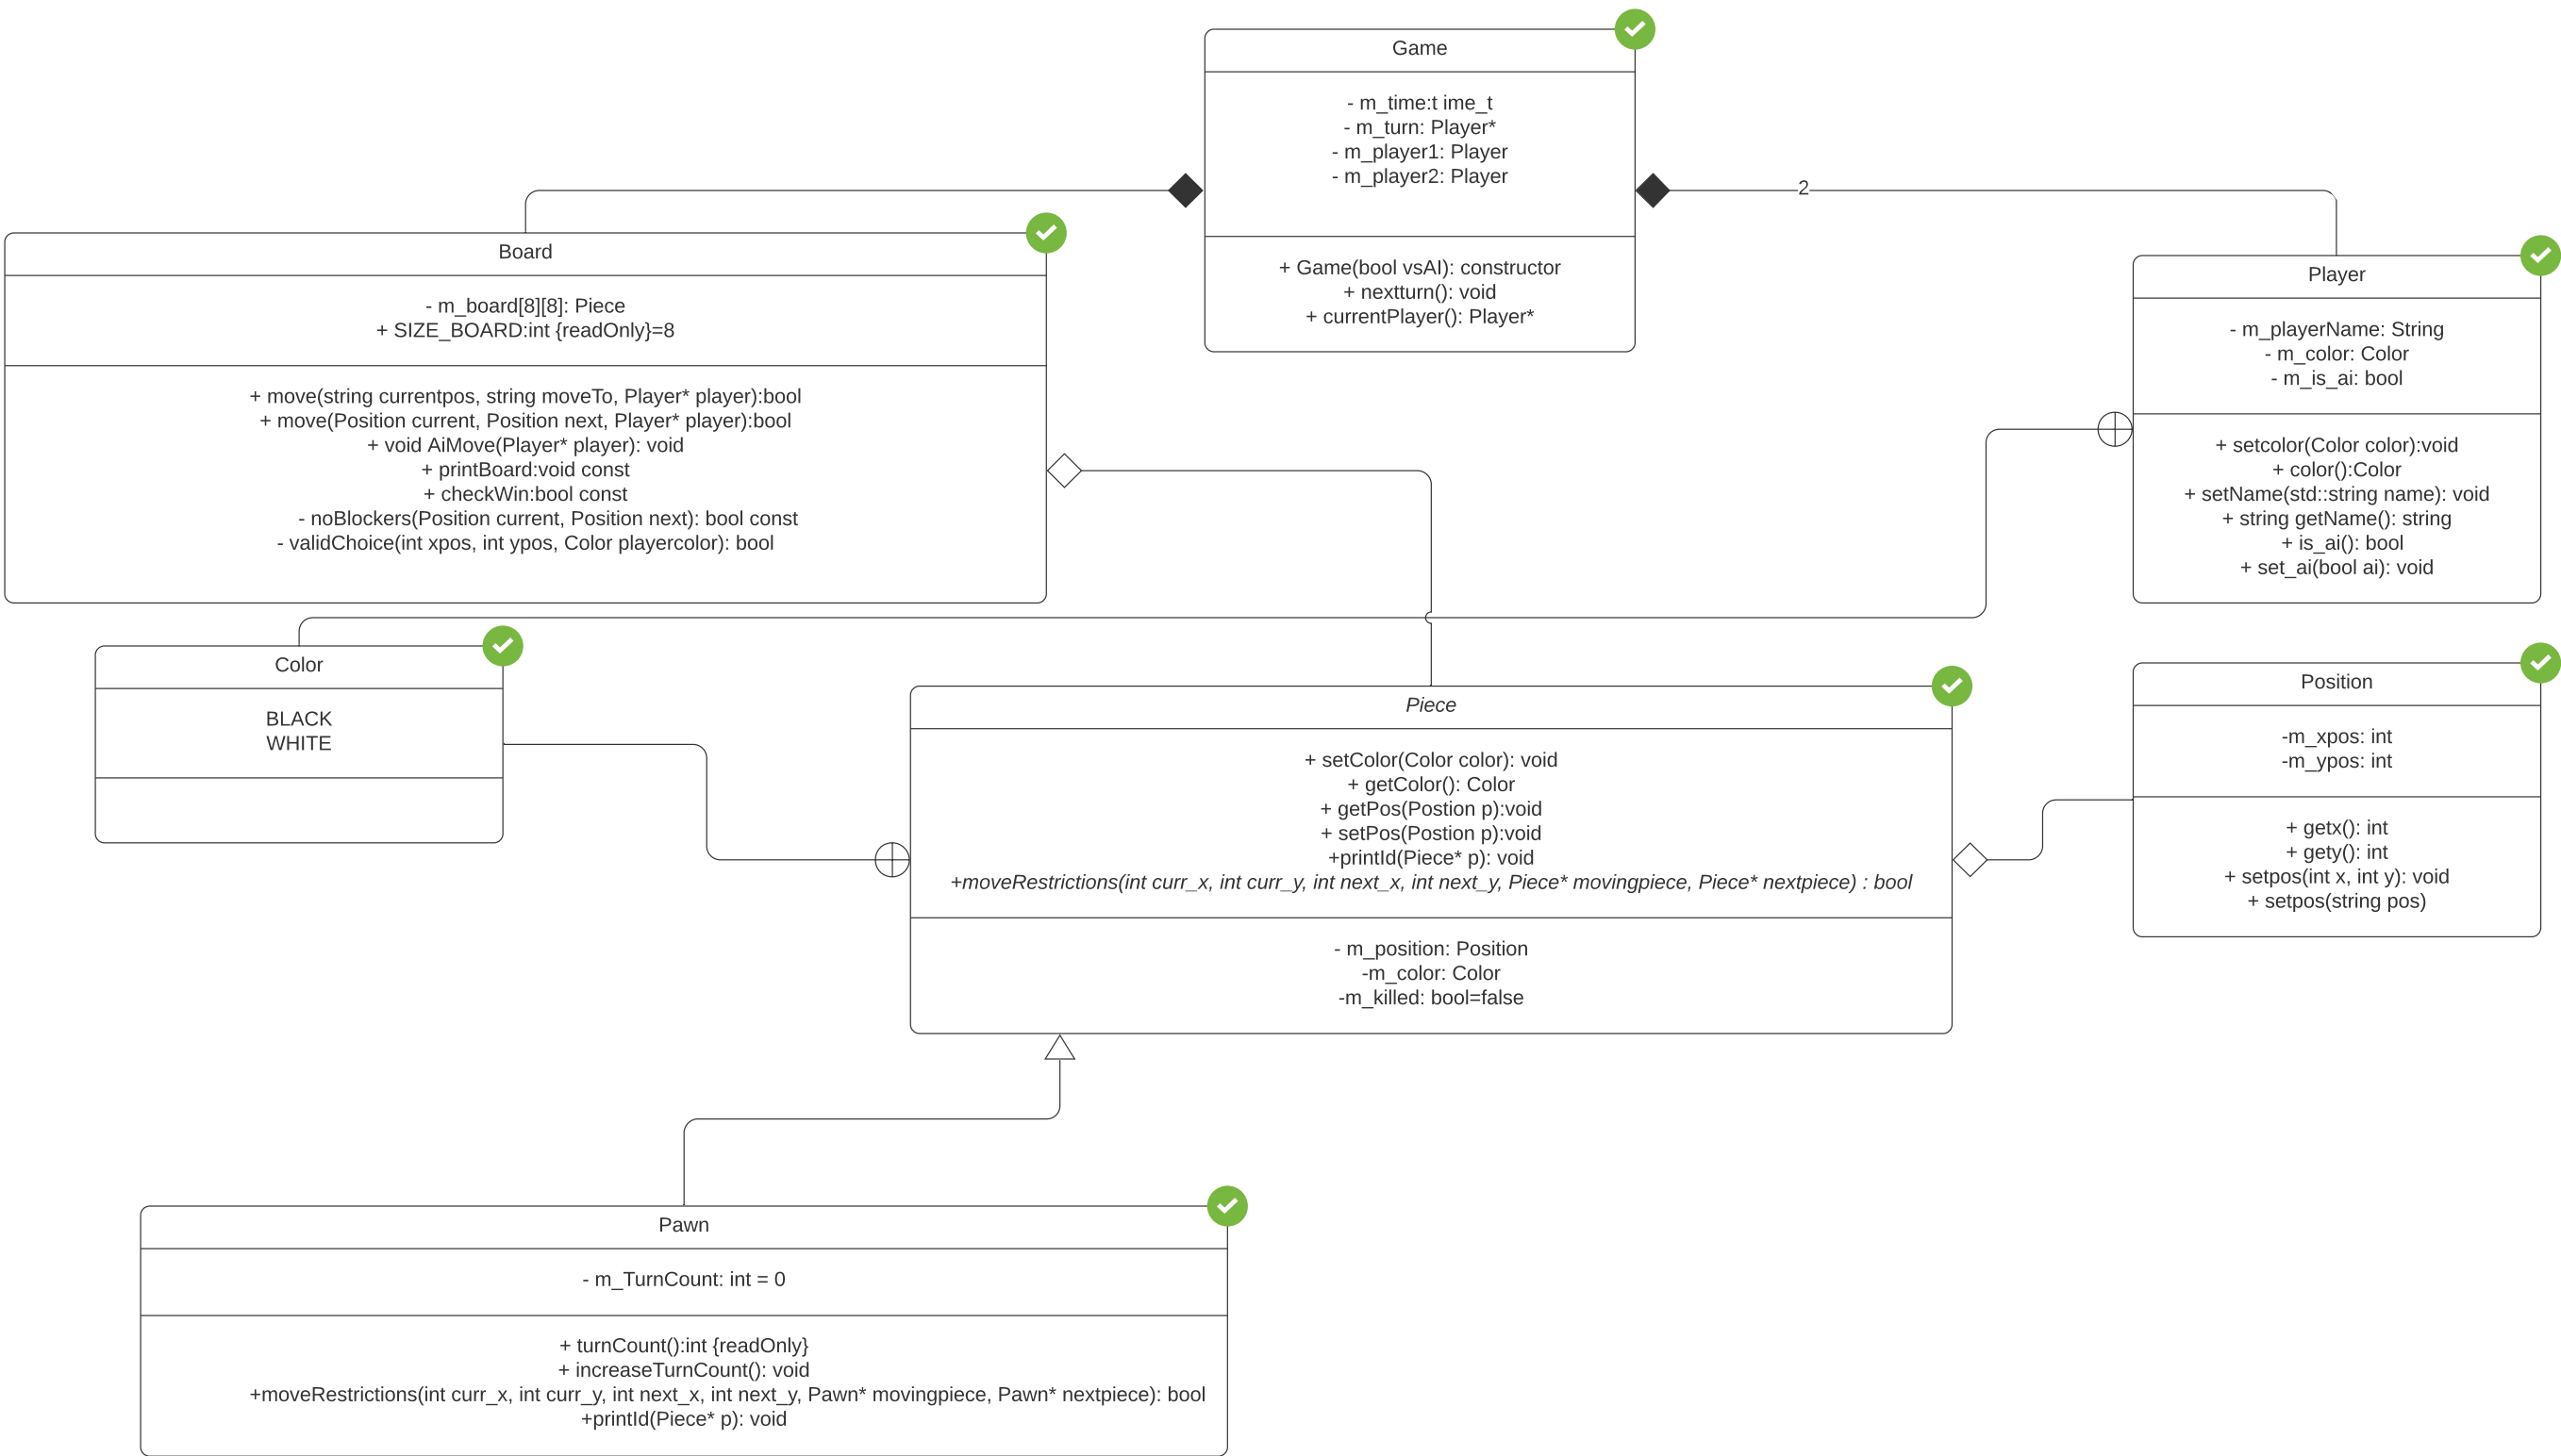 Game
- m_time:t ime_t
- m_turn: Player*
- m_player1: Player
- m_player2: Player
+ Game(bool vsAI): constructor
+ nextturn(): void
+ currentPlayer(): Player*
2
Board
- m_board[8][8]: Piece
+ SIZE_BOARD:int {readOnly}=8
+ move(string currentpos, string moveTo, Player* player):bool
+ move(Position current, Position next, Player* player):bool
+ void AiMove(Player* player): void
+ printBoard:void const
+ checkWin:bool const
- noBlockers(Position current, Position next): bool const
- validChoice(int xpos, int ypos, Color playercolor): bool
Player
- m_playerName: String
- m_color: Color
- m_is_ai: bool
+ setcolor(Color color):void
+ color():Color
+ setName(std::string name): void
+ string getName(): string
+ is_ai(): bool
+ set_ai(bool ai): void
Color
BLACK
WHITE
Piece
+ setColor(Color color): void
+ getColor(): Color
+ getPos(Postion p):void
+ setPos(Postion p):void
+printId(Piece* p): void
+moveRestrictions(int curr_x, int curr_y, int next_x, int next_y, Piece* movingpiece, Piece* nextpiece) : bool
- m_position: Position
-m_color: Color
-m_killed: bool=false
Position
-m_xpos: int
-m_ypos: int
+ getx(): int
+ gety(): int
+ setpos(int x, int y): void
+ setpos(string pos)
Pawn
- m_TurnCount: int = 0
+ turnCount():int {readOnly}
+ increaseTurnCount(): void
+moveRestrictions(int curr_x, int curr_y, int next_x, int next_y, Pawn* movingpiece, Pawn* nextpiece): bool
+printId(Piece* p): void